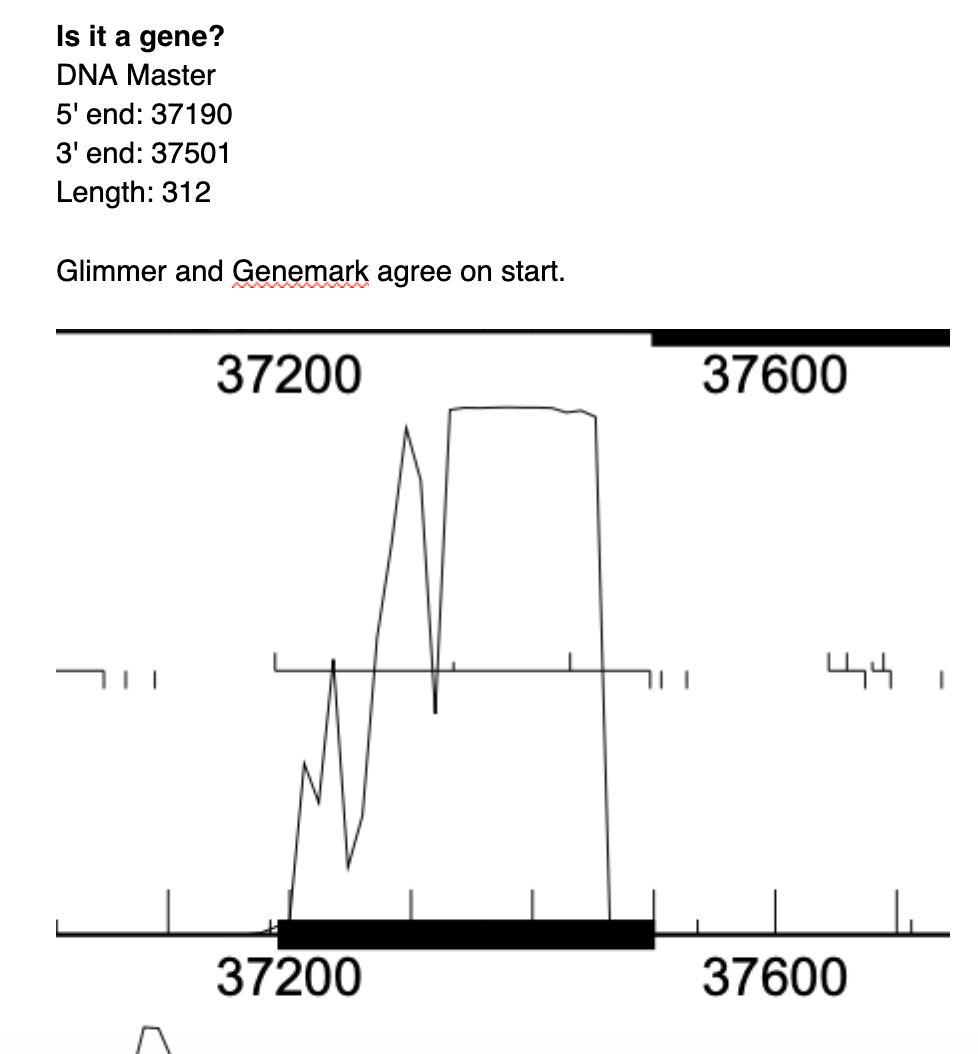 Is it a gene?
DNA Master
5' end: 37190
3' end: 37501
Length: 312
Glimmer and Genemark agree on start.
37200 37600
37200 37600